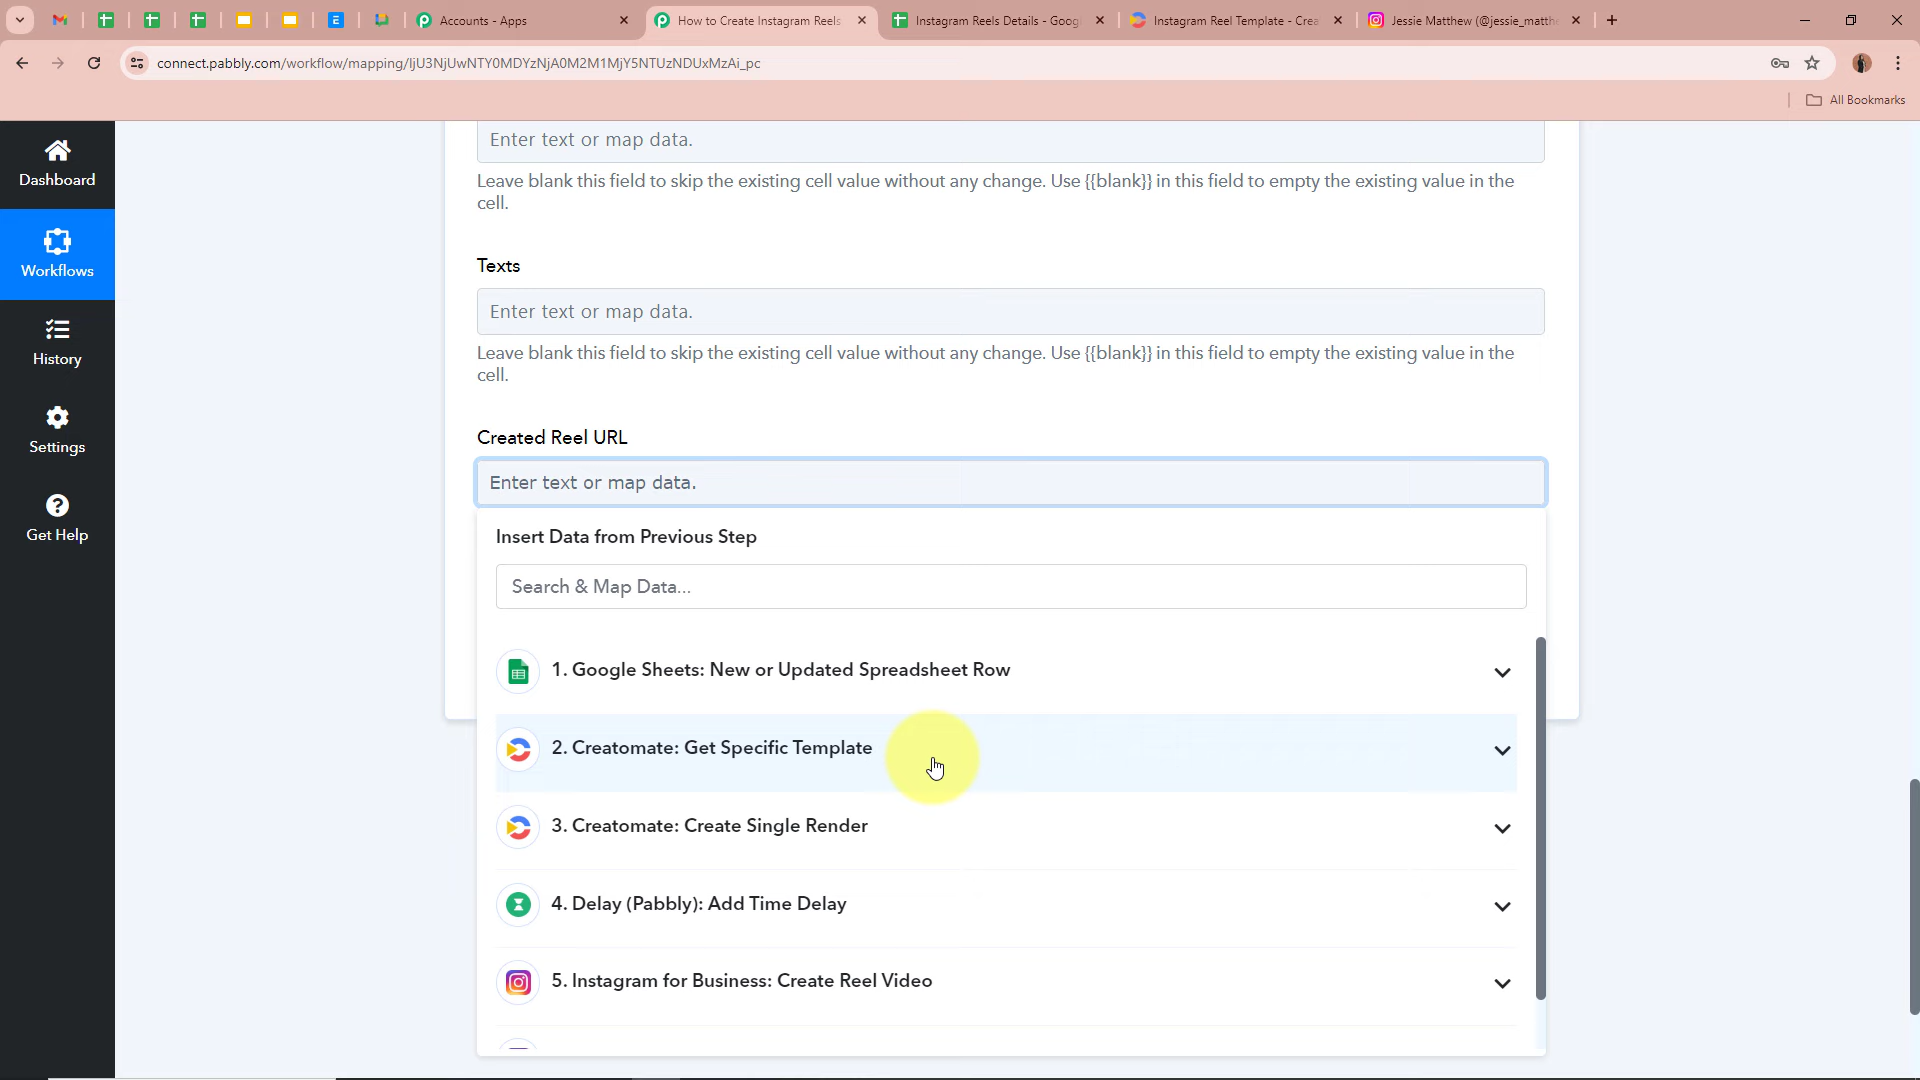 Accounts - Apps
How to Create Instagram Reels
Instagram Reels Details - Goog
Instagram Reel Template - Crea
Jessie Matthew (@jessie_matthe
connect.pabbly.com/workflow/mapping/IjU3NjUwNTY0MDYzNjA0M2M1MjY5NTUzNDUxMzAi_pc
All Bookmarks
Dashboard
Workflows
History
Settings
Get Help
Enter text or map data.
Leave blank this field to skip the existing cell value without any change. Use {{blank}} in this field to empty the existing value in the
cell.
Texts
Enter text or map data.
Leave blank this field to skip the existing cell value without any change. Use {{blank}} in this field to empty the existing value in the
cell.
Created Reel URL
Enter text or map data.
Insert Data from Previous Step
Search & Map Data...
1. Google Sheets: New or Updated Spreadsheet Row
2. Creatomate: Get Specific Template
3. Creatomate: Create Single Render
4. Delay (Pabbly): Add Time Delay
5. Instagram for Business: Create Reel Video